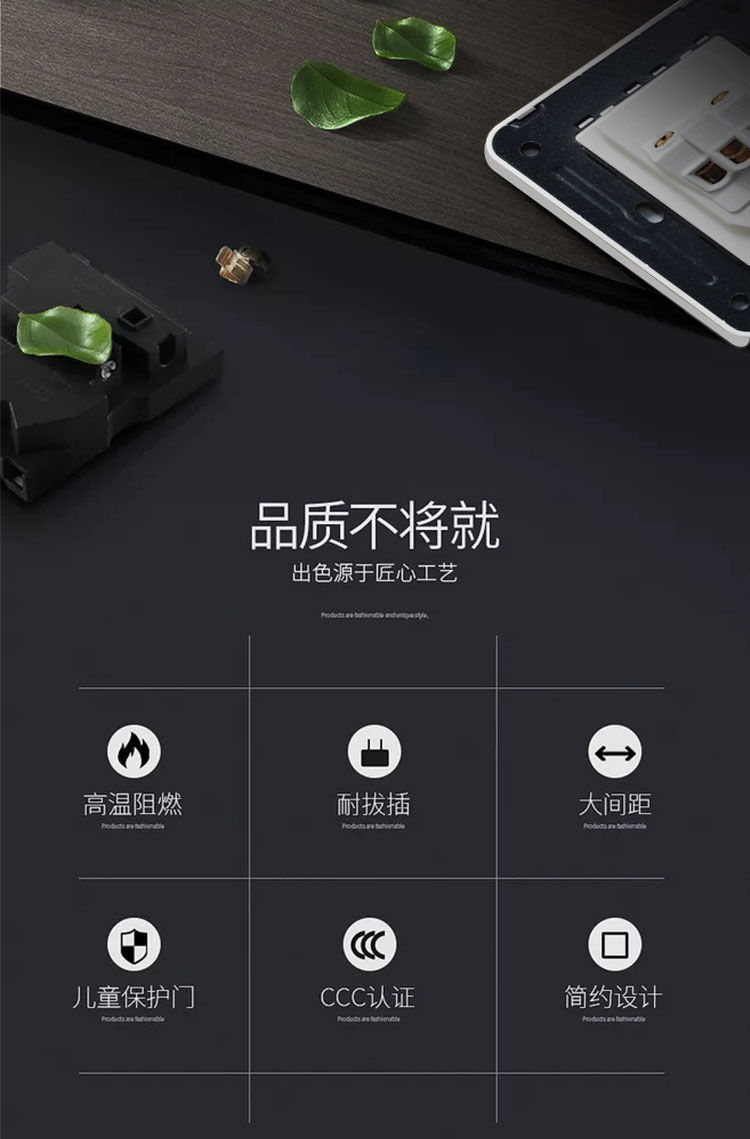 品质不将就
出色源于匠心工艺
Products are fashionable and unique style,
高温阻燃
Products are fashionable
耐拔插
Products are fashionable
大间距
Products are fashionable
儿童保护门
Products are fashionable
CCC认证
Products are fashionable
简约设计
Products are fashionable